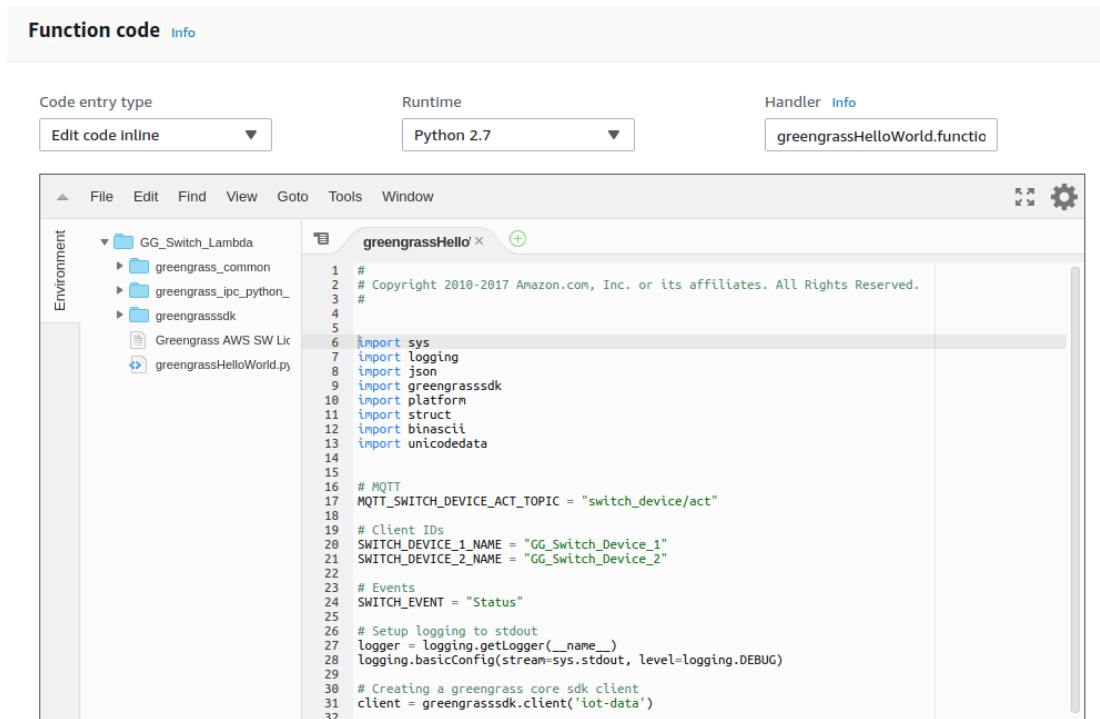 Function code Info
Code entry type
Runtime
Handler Info
Edit code inline
Python 2.7
greengrassHelloWorld.functio
File Edit Find View Goto Tools Window
Environment
GG_Switch_Lambda
greengrass_common
greengrass_ipc_python_
greengrasssdk
Greengrass AWS SW Lic
greengrassHelloWorld.py
greengrassHello
1 #
2 # Copyright 2010-2017 Amazon.com, Inc. or its affiliates. All Rights Reserved.
3 #
4
5
6 import sys
7 import logging
8 import json
9 import greengrasssdk
10 import platform
11 import struct
12 import binascii
13 import unicodedata
14
15
16 # MQTT
17 MQTT_SWITCH_DEVICE_ACT_TOPIC = "switch_device/act"
18
19 # Client IDs
20 SWITCH_DEVICE_1_NAME = "GG_Switch_Device_1"
21 SWITCH_DEVICE_2_NAME = "GG_Switch_Device_2"
22
23 # Events
24 SWITCH_EVENT = "Status"
25
26 # Setup logging to stdout
27 logger = logging.getLogger(__name__)
28 logging.basicConfig(stream=sys.stdout, level=logging.DEBUG)
29
30 # Creating a greengrass core sdk client
31 client = greengrasssdk.client('iot-data')
32